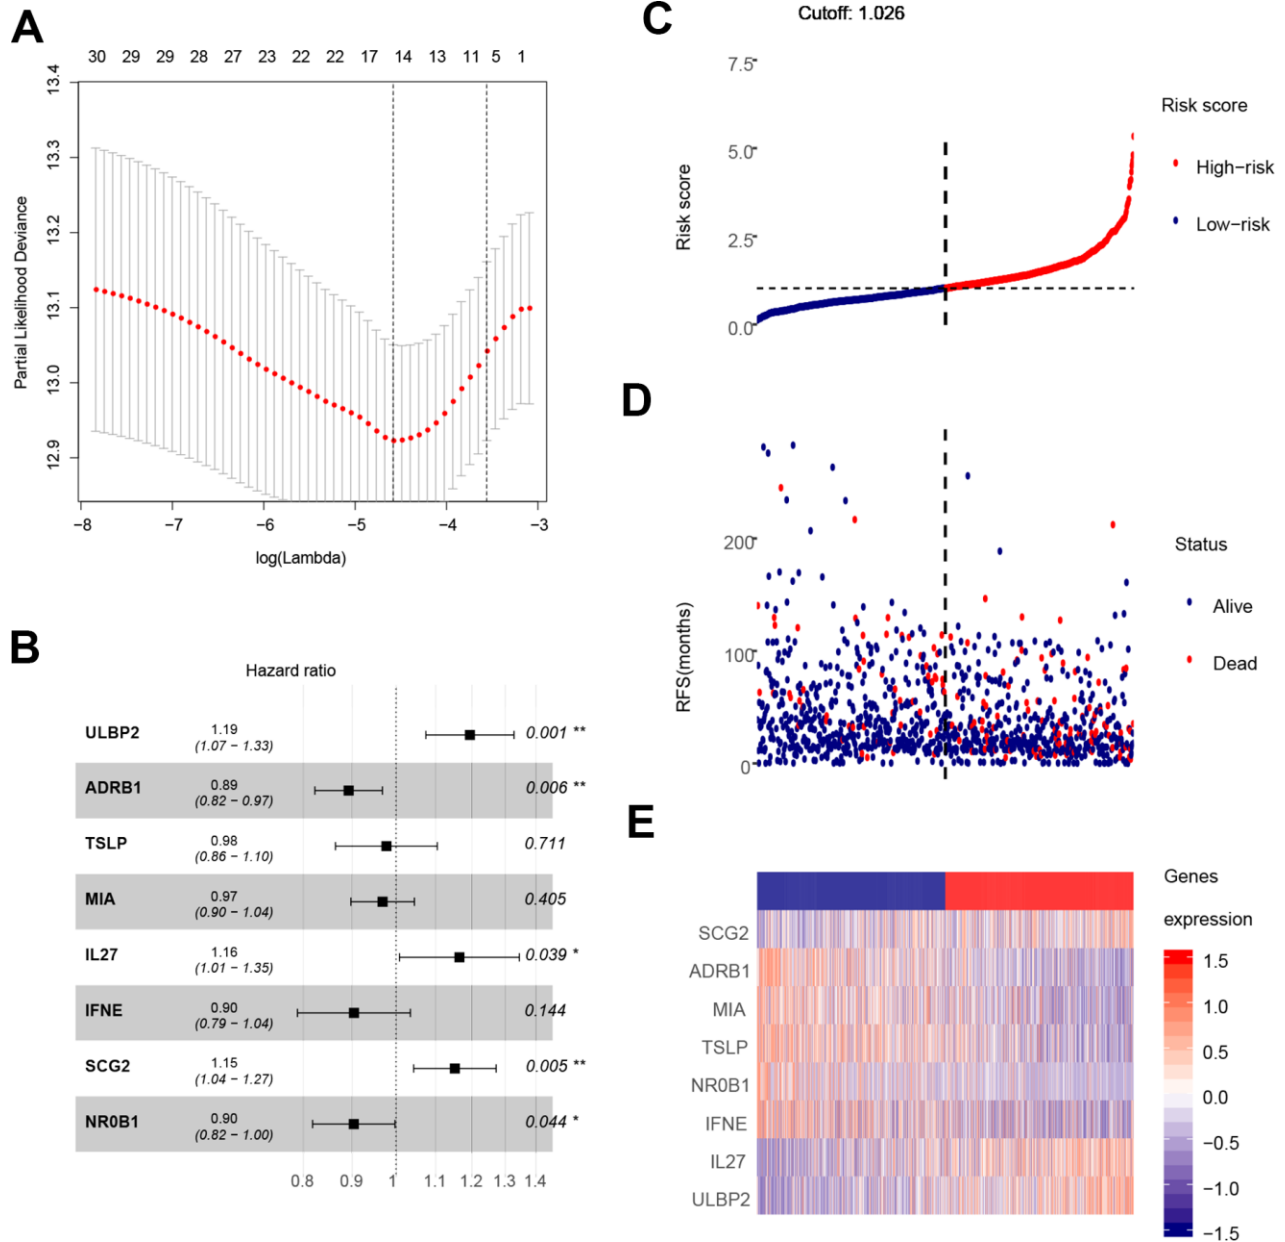 A
30 29 29 28 27 23 22 22 17 14 13 11 5 1
13.4
13.3
13.2
13.1
13.0
12.9
Partial Likelihood Deviance
−8 −7 −6 −5 −4 −3
log(Lambda)
B
Hazard ratio
ULBP2 1.19 0.001 **
(1.07 − 1.33)
ADRB1 0.89 0.006 **
(0.82 − 0.97)
TSLP 0.98 0.711
(0.86 − 1.10)
MIA 0.97 0.405
(0.90 − 1.04)
IL27 1.16 0.039 *
(1.01 − 1.35)
IFNE 0.90 0.144
(0.79 − 1.04)
SCG2 1.15 0.005 **
(1.04 − 1.27)
NR0B1 0.90 0.044 *
(0.82 − 1.00)
0.8 0.9 1 1.1 1.2 1.3 1.4
C
Cutoff: 1.026
7.5
5.0
2.5
0.0
Risk score
Risk score
High−risk
Low−risk
D
200
100
0
RFS(months)
Status
Alive
Dead
E
SCG2
ADRB1
MIA
TSLP
NR0B1
IFNE
IL27
ULBP2
Genes
expression
1.5
1.0
0.5
0.0
−0.5
−1.0
−1.5